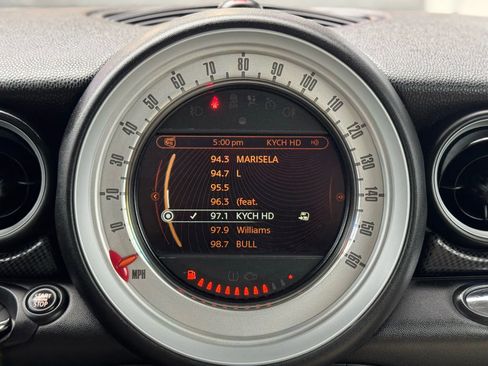 10 20 30 40 50 60 70 80 90 100 110 120 130 140 150 160
5:00 pm KYCH HD
94.3 MARISELA
94.7 L
95.5
96.3 (feat.
97.1 KYCH HD
97.9 Williams
98.7 BULL
MPH
START
STOP